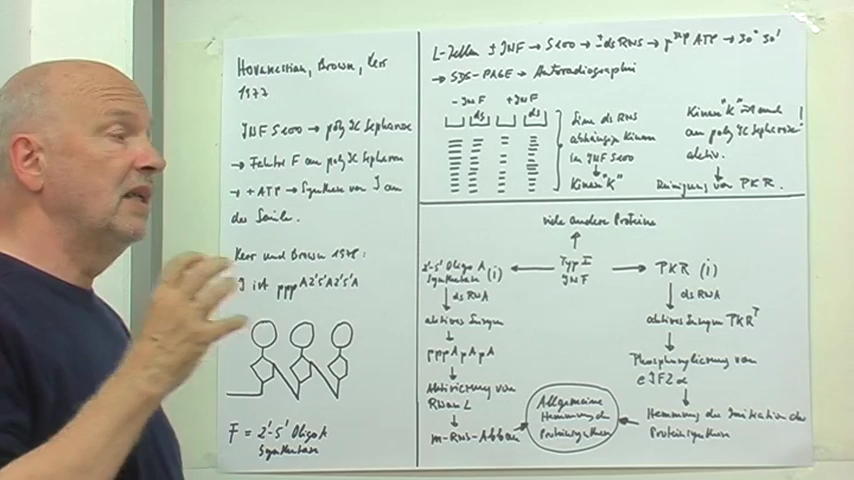 Hovanessian, Brown, Kerr
1977
INF S100 → poly IC Sepharose
→ Faktor F an poly IC Sepharose
→ + ATP → Synthese von I an
der Säule.
Kerr und Brown 1978:
I ist pppA2'5'A2'5'A
F = 2'-5' Oligo A
Synthetase
L-Zellen ± INF → S100 → ± ds RNS → γ32P ATP → 30° 30'
→ SDS-PAGE → Autoradiographie
- INF + INF
ds ds
Eine ds RNS
abhängige Kinase
in INF S100
Kinase "K"
Kinase "K" ist auch !
an poly IC Sepharose
aktiv.
Reinigung von PKR.
viele andere Proteine
2'-5' Oligo A (i)
Synthetase
Typ I
INF
PKR (i)
ds RNA
ds RNA
aktives Enzym
aktives Enzym PKR
pppApApA
Phosphorylierung von
eIF2α
Aktivierung von
RNase L
Allgemeine
Hemmung der
Proteinsynthese
m-RNS-Abbau
Hemmung der Initiation der
Proteinsynthese